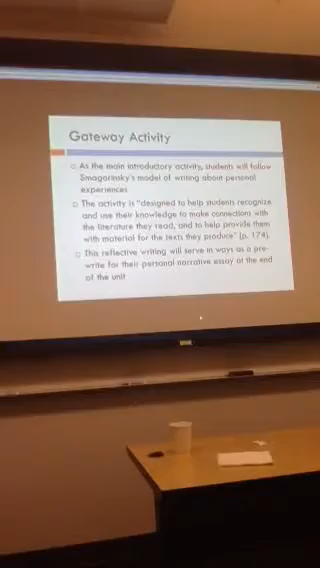 Gateway Activity
As the main introductory activity, students will follow
Smagorinsky's model of writing about personal
experiences
The activity is "designed to help students recognize
and use their knowledge to make connections with
the literature they read, and to help provide them
with material for the texts they produce" (p. 174).
This reflective writing will serve in ways as a pre-
write for their personal narrative essay at the end
of the unit